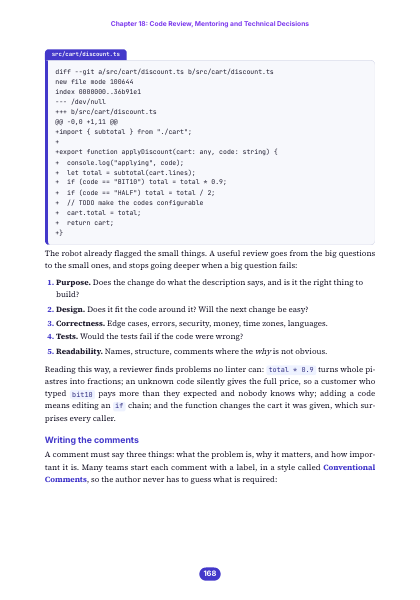 Chapter 18: Code Review, Mentoring and Technical Decisions
src/cart/discount.ts
diff --git a/src/cart/discount.ts b/src/cart/discount.ts
new file mode 100644
index 0000000..36b91e1
--- /dev/null
+++ b/src/cart/discount.ts
@@ -0,0 +1,11 @@
+import { subtotal } from "./cart";
+
+export function applyDiscount(cart: any, code: string) {
+  console.log("applying", code);
+  let total = subtotal(cart.lines);
+  if (code == "BIT10") total = total * 0.9;
+  if (code == "HALF") total = total / 2;
+  // TODO make the codes configurable
+  cart.total = total;
+  return cart;
+}
The robot already flagged the small things. A useful review goes from the big questions
to the small ones, and stops going deeper when a big question fails:
1. Purpose. Does the change do what the description says, and is it the right thing to
build?
2. Design. Does it fit the code around it? Will the next change be easy?
3. Correctness. Edge cases, errors, security, money, time zones, languages.
4. Tests. Would the tests fail if the code were wrong?
5. Readability. Names, structure, comments where the why is not obvious.
Reading this way, a reviewer finds problems no linter can: total * 0.9 turns whole pi-
astres into fractions; an unknown code silently gives the full price, so a customer who
typed bit10 pays more than they expected and nobody knows why; adding a code
means editing an if chain; and the function changes the cart it was given, which sur-
prises every caller.
Writing the comments
A comment must say three things: what the problem is, why it matters, and how impor-
tant it is. Many teams start each comment with a label, in a style called Conventional
Comments, so the author never has to guess what is required:
168